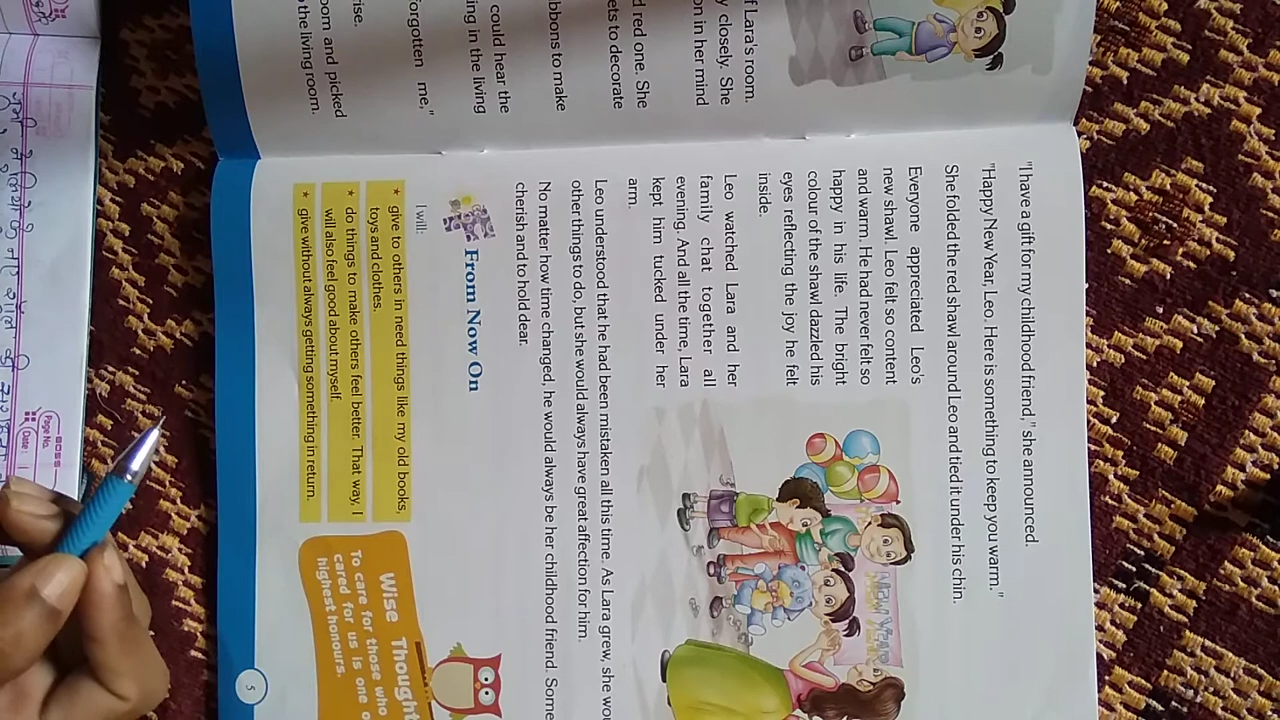 f Lara's room.
y closely. She
on in her mind
d red one. She
ets to decorate
bbons to make
could hear the
ing in the living
orgotten me,"
rise.
oom and picked
the living room.
"I have a gift for my childhood friend," she announced.
"Happy New Year, Leo. Here is something to keep you warm."
She folded the red shawl around Leo and tied it under his chin.
Everyone appreciated Leo's
new shawl. Leo felt so content
and warm. He had never felt so
happy in his life. The bright
colour of the shawl dazzled his
eyes reflecting the joy he felt
inside.
Leo watched Lara and her
family chat together all
evening. And all the time, Lara
kept him tucked under her
arm.
NEW YEAR
Leo understood that he had been mistaken all this time. As Lara grew, she wou
other things to do, but she would always have great affection for him.
No matter how time changed, he would always be her childhood friend. Some
cherish and to hold dear.
From Now On
I will:
★ give to others in need things like my old books,
toys and clothes.
★ do things to make others feel better. That way, I
will also feel good about myself.
★ give without always getting something in return.
Wise Thought
To care for those who
cared for us is one o
highest honours.
5
Page No.
Date: